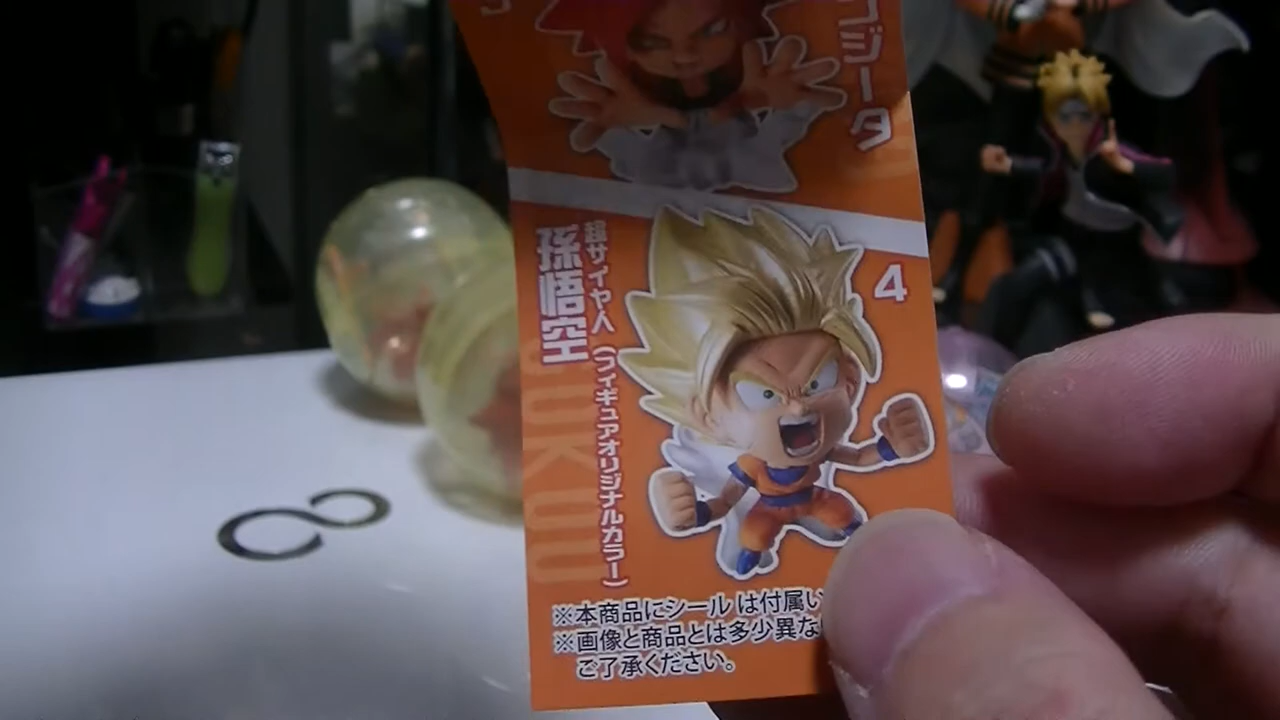 ジータ
4
超サイヤ人(フィギュアオリジナルカラー)
孫悟空
※本商品にシールは付属い
※画像と商品とは多少異な
ご了承ください。